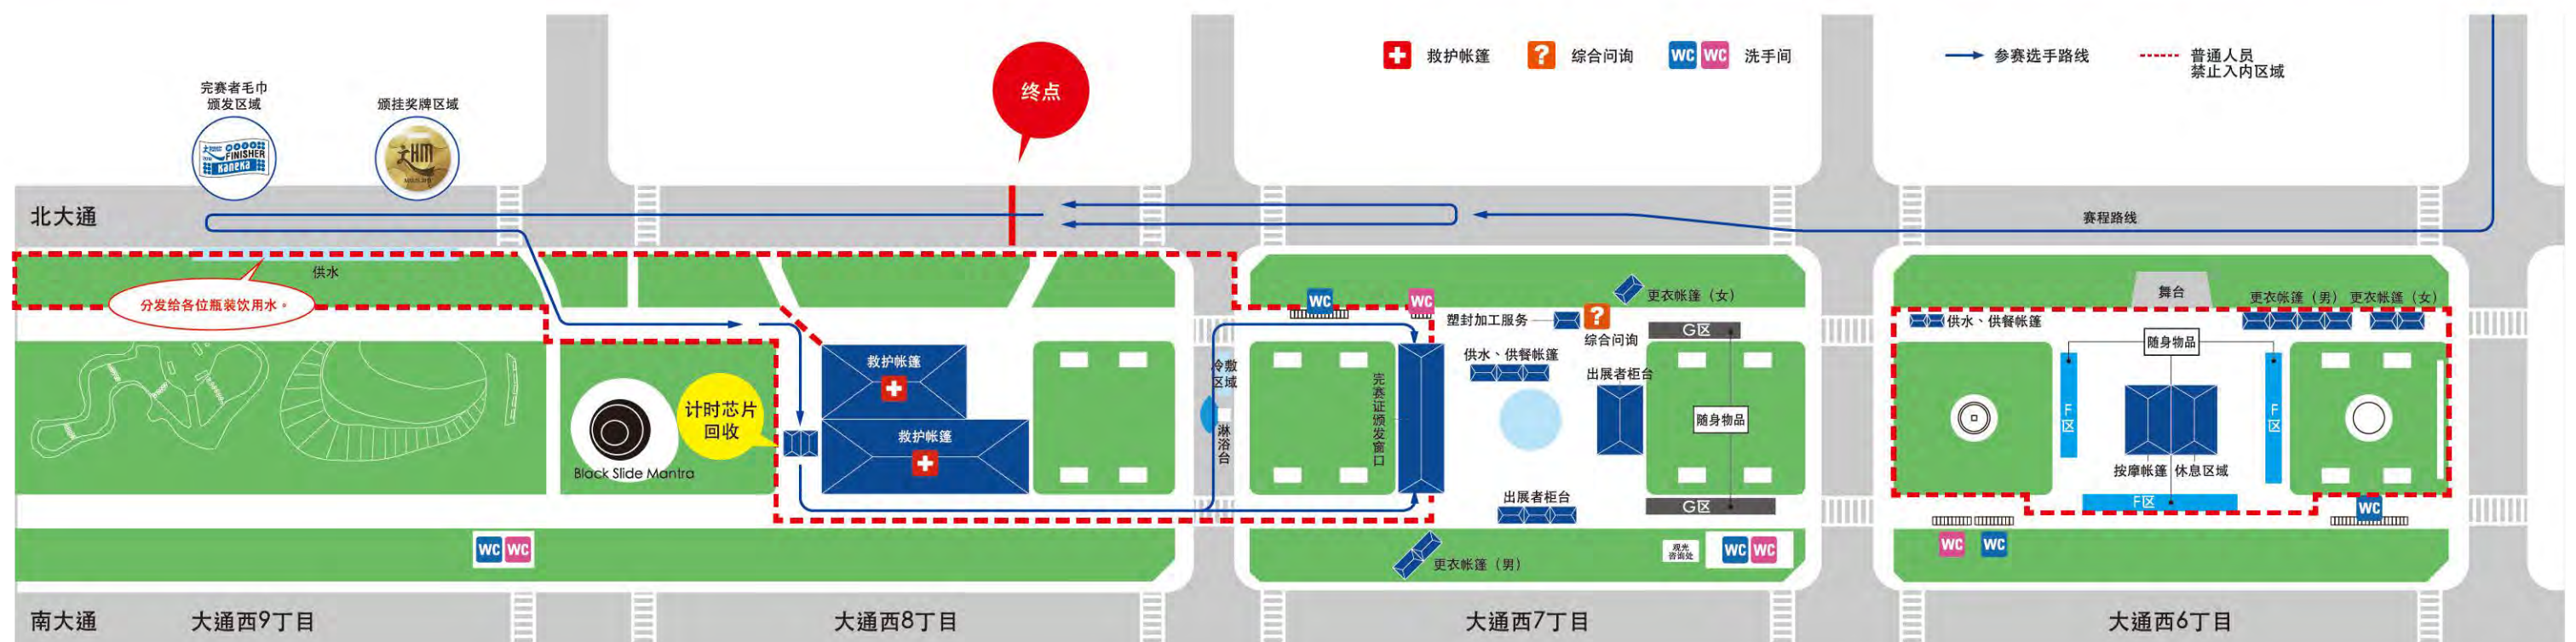 救护帐篷
?
综合问询
WC WC
洗手间
参赛选手路线
普通人员
禁止入内区域
完赛者毛巾
颁发区域
FINISHER
KANEKA
颁挂奖牌区域
HM
终点
北大通
赛程路线
供水
分发给各位瓶装饮用水。
Black Slide Mantra
计时芯片
回收
救护帐篷
救护帐篷
WC WC
冷敷
区域
淋浴台
WC
WC
完赛证颁发窗口
塑封加工服务
?
综合问询
更衣帐篷（女）
供水、供餐帐篷
出展者柜台
G区
随身物品
G区
出展者柜台
更衣帐篷（男）
观光
咨询处
WC WC
舞台
更衣帐篷（男）
更衣帐篷（女）
供水、供餐帐篷
随身物品
F区
F区
按摩帐篷
休息区域
F区
WC
WC
WC
南大通
大通西9丁目
大通西8丁目
大通西7丁目
大通西6丁目